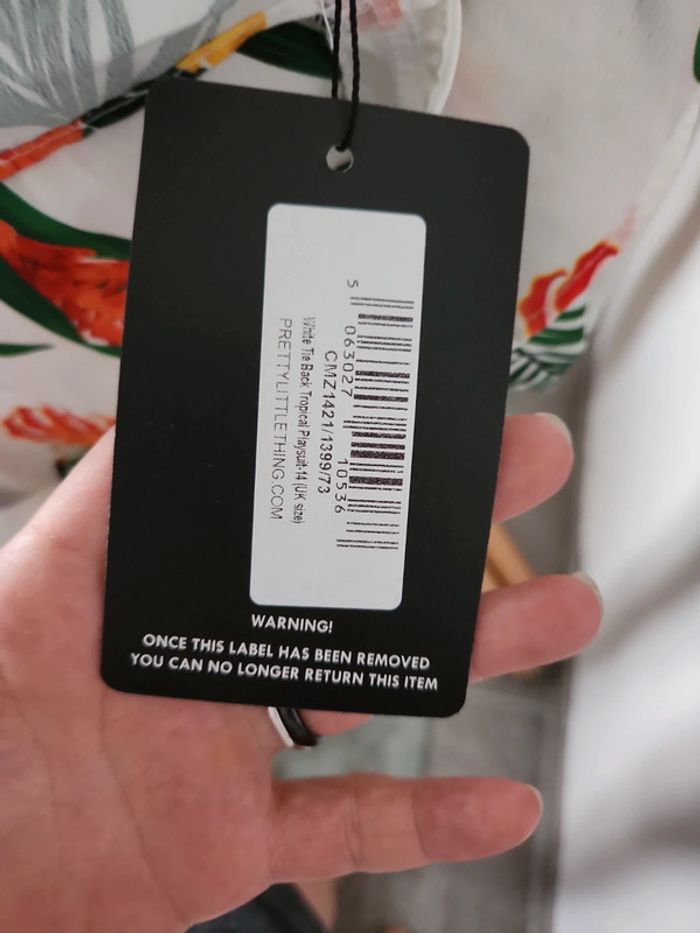 5 063027 10536
CMZ1421/1399/73
White Tie Back Tropical Playsuit-14 (UK size)
PRETTYLITTLETHING.COM
WARNING!
ONCE THIS LABEL HAS BEEN REMOVED
YOU CAN NO LONGER RETURN THIS ITEM